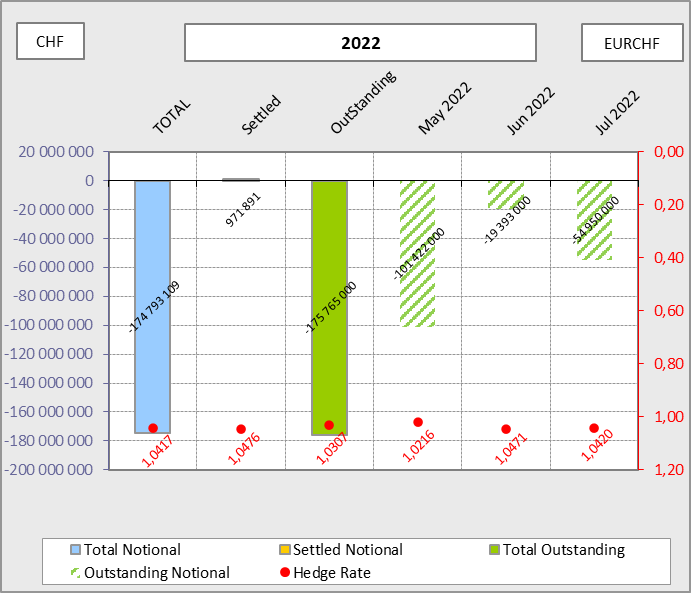 CHF
2022
EURCHF
TOTAL
Settled
OutStanding
May 2022
Jun 2022
Jul 2022
20 000 000
0
-20 000 000
-40 000 000
-60 000 000
-80 000 000
-100 000 000
-120 000 000
-140 000 000
-160 000 000
-180 000 000
-200 000 000
0,00
0,20
0,40
0,60
0,80
1,00
1,20
-174 793 109
971 891
-175 765 000
-101 422 000
-19 393 000
-54 950 000
1,0417
1,0476
1,0307
1,0216
1,0471
1,0420
Total Notional
Settled Notional
Total Outstanding
Outstanding Notional
Hedge Rate